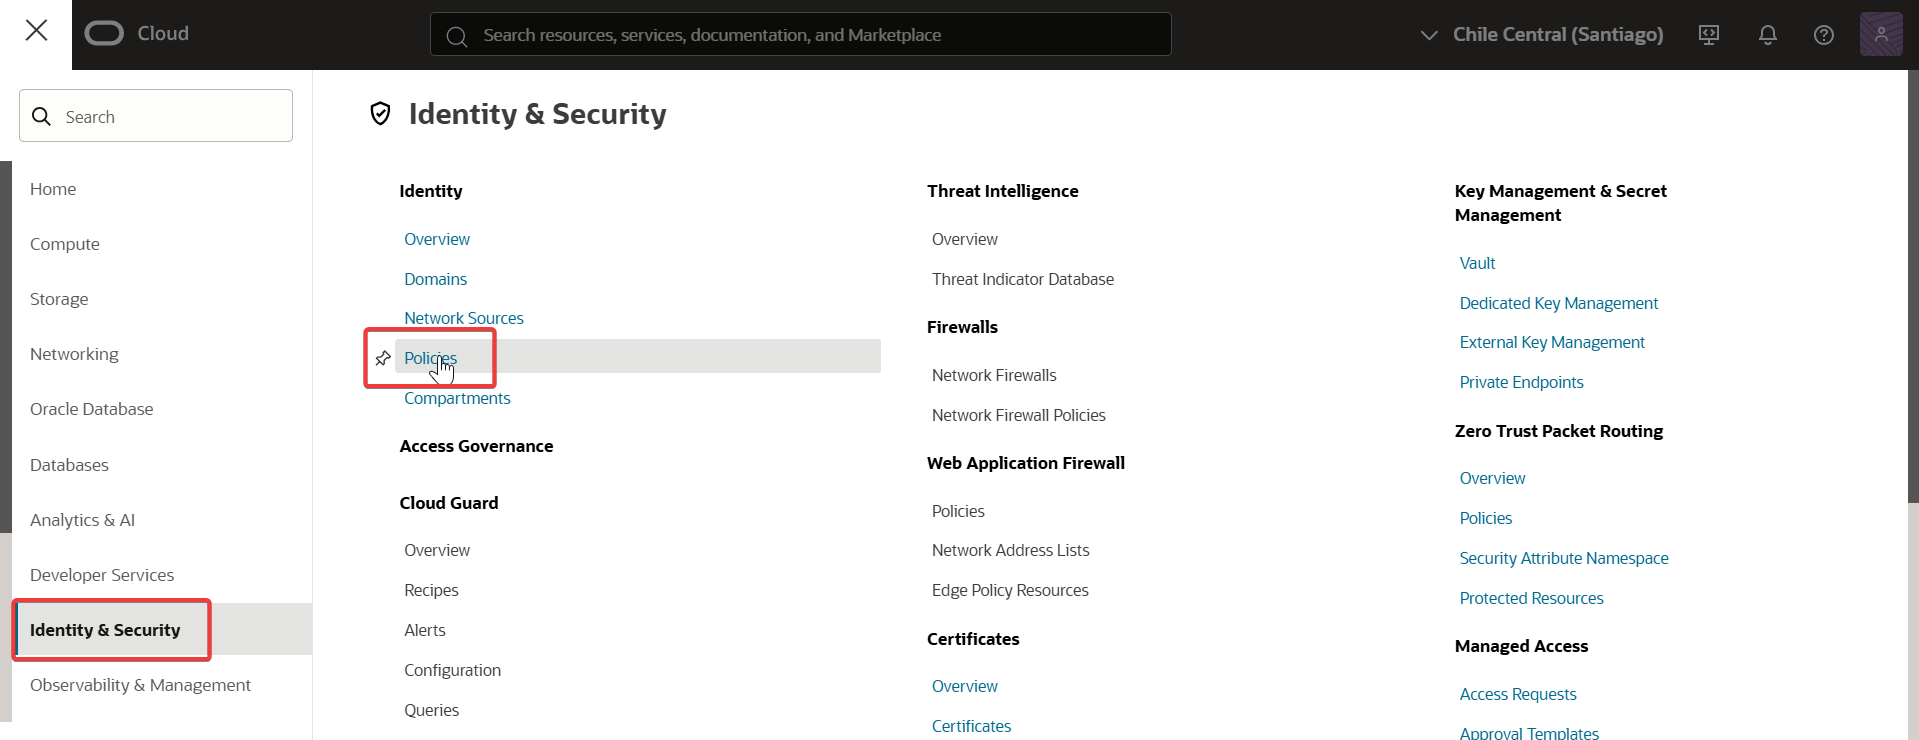 Cloud
Search resources, services, documentation, and Marketplace
Chile Central (Santiago)
Search
Home
Compute
Storage
Networking
Oracle Database
Databases
Analytics & AI
Developer Services
Identity & Security
Observability & Management
Identity & Security
Identity
Overview
Domains
Network Sources
Policies
Compartments
Access Governance
Cloud Guard
Overview
Recipes
Alerts
Configuration
Queries
Threat Intelligence
Overview
Threat Indicator Database
Firewalls
Network Firewalls
Network Firewall Policies
Web Application Firewall
Policies
Network Address Lists
Edge Policy Resources
Certificates
Overview
Certificates
Key Management & Secret
Management
Vault
Dedicated Key Management
External Key Management
Private Endpoints
Zero Trust Packet Routing
Overview
Policies
Security Attribute Namespace
Protected Resources
Managed Access
Access Requests
Approval Templates